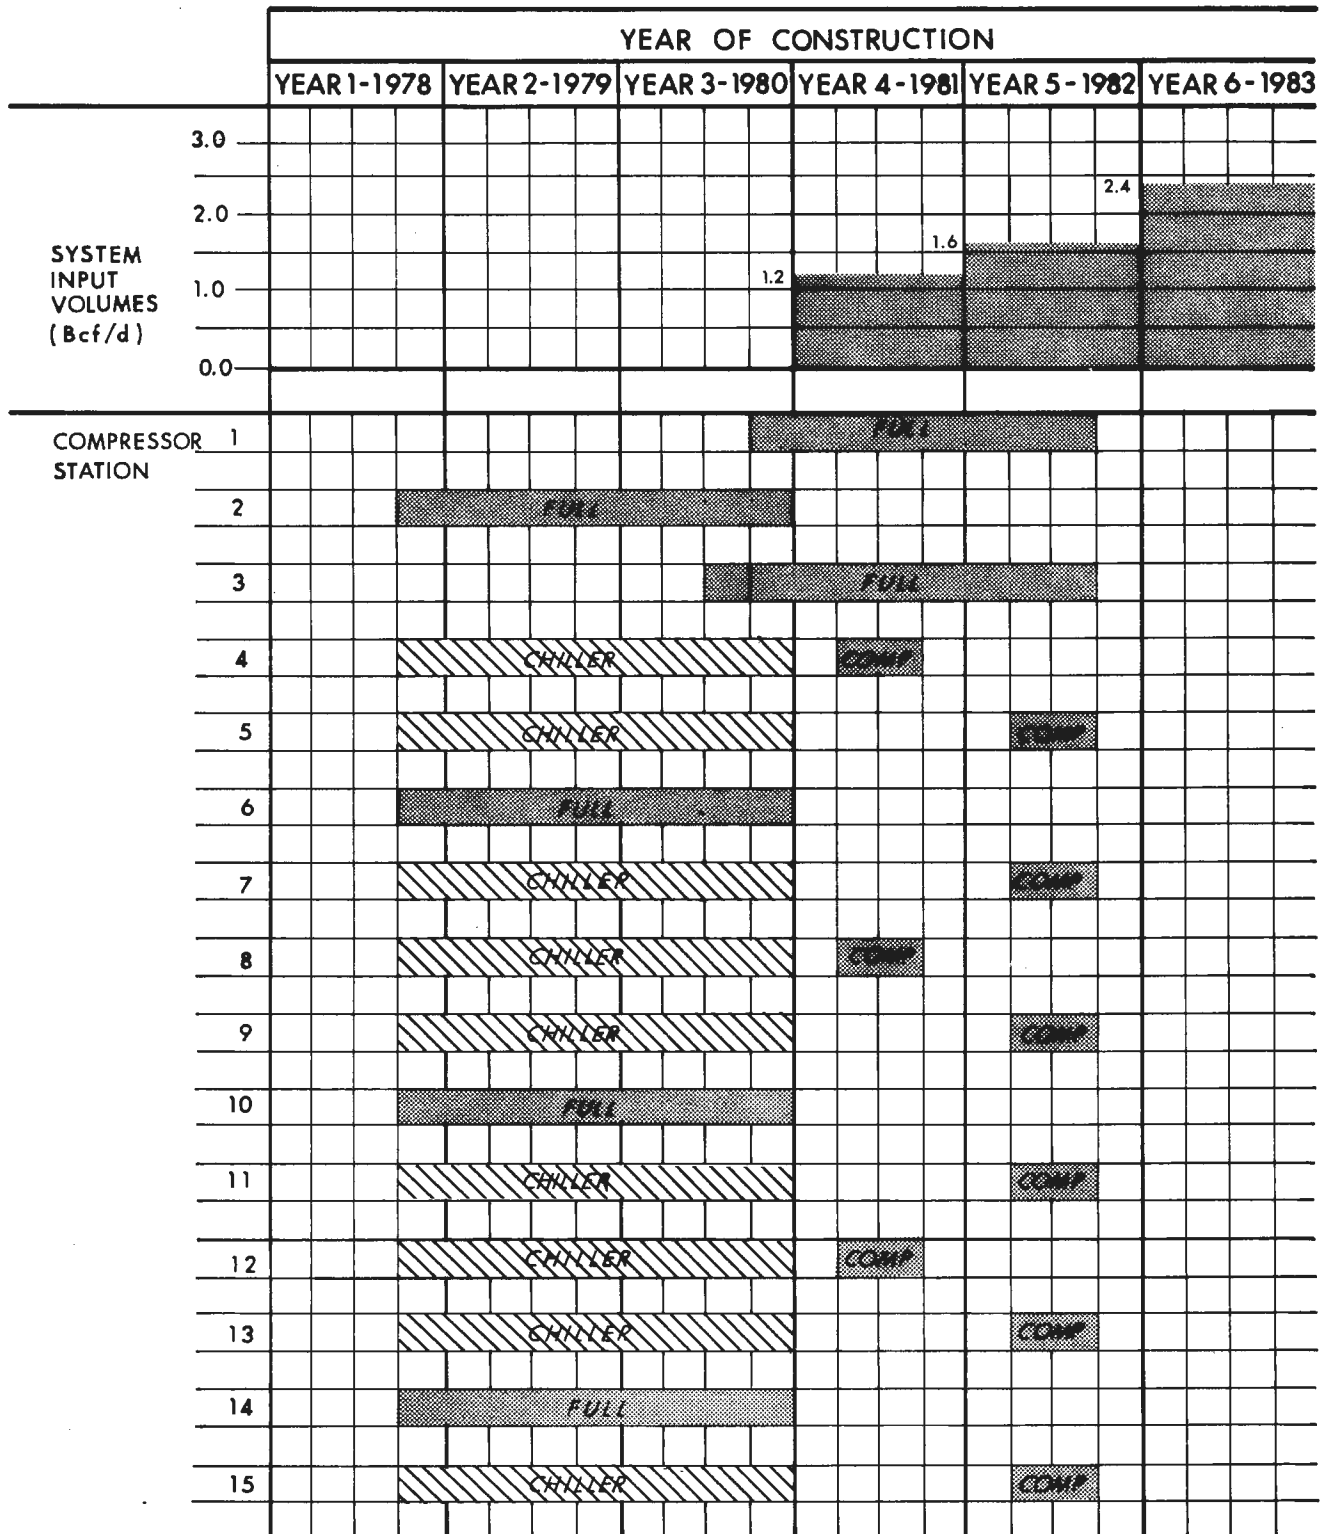 YEAR OF CONSTRUCTION
YEAR 1-1978 YEAR 2-1979 YEAR 3-1980 YEAR 4-1981 YEAR 5-1982 YEAR 6-1983
3.0
2.4
2.0
SYSTEM
INPUT
VOLUMES
(Bcf/d)
1.6
1.2
1.0
0.0
COMPRESSOR
STATION
1 FULL
2 FULL
3 FULL
4 CHILLER COMP
5 CHILLER COMP
6 FULL
7 CHILLER COMP
8 CHILLER COMP
9 CHILLER COMP
10 FULL
11 CHILLER COMP
12 CHILLER COMP
13 CHILLER COMP
14 FULL
15 CHILLER COMP